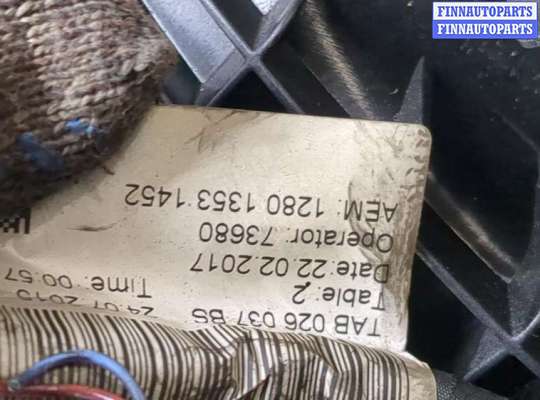 FINNAUTOPARTS
FINNAUTOPARTS
TAB 026 037 BS
Table: 2
Date: 22.02.2017 Time: 00:57
Operator: 73680
AEM: 1280 1353 1452